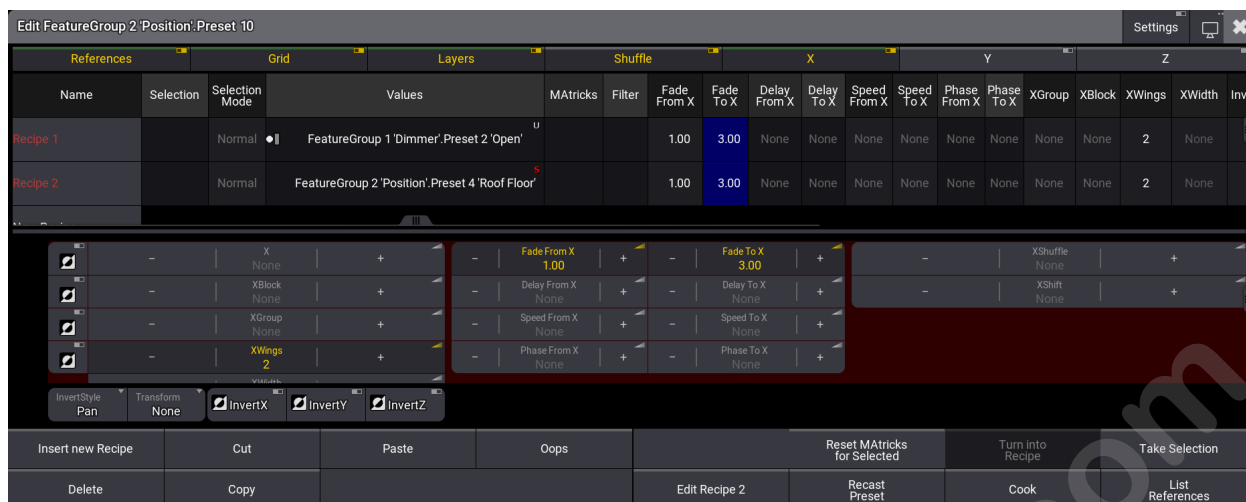 Edit FeatureGroup 2 'Position'.Preset 10
Settings
References Grid Layers Shuffle X Y Z
Name Selection Selection Mode Values MAtricks Filter Fade From X Fade To X Delay From X Delay To X Speed From X Speed To X Phase From X Phase To X XGroup XBlock XWings XWidth Inv
Recipe 1 Normal FeatureGroup 1 'Dimmer'.Preset 2 'Open' U 1.00 3.00 None None None None None None None None 2 None
Recipe 2 Normal FeatureGroup 2 'Position'.Preset 4 'Roof Floor' S 1.00 3.00 None None None None None None None None 2 None
– X None + – Fade From X 1.00 + – Fade To X 3.00 + – XShuffle None +
– XBlock None + – Delay From X None + – Delay To X None + – XShift None +
– XGroup None + – Speed From X None + – Speed To X None +
– XWings 2 + – Phase From X None + – Phase To X None +
XWidth
InvertStyle Pan Transform None InvertX InvertY InvertZ
Insert new Recipe Cut Paste Oops Reset MAtricks for Selected Turn into Recipe Take Selection
Delete Copy Edit Recipe 2 Recast Preset Cook List References